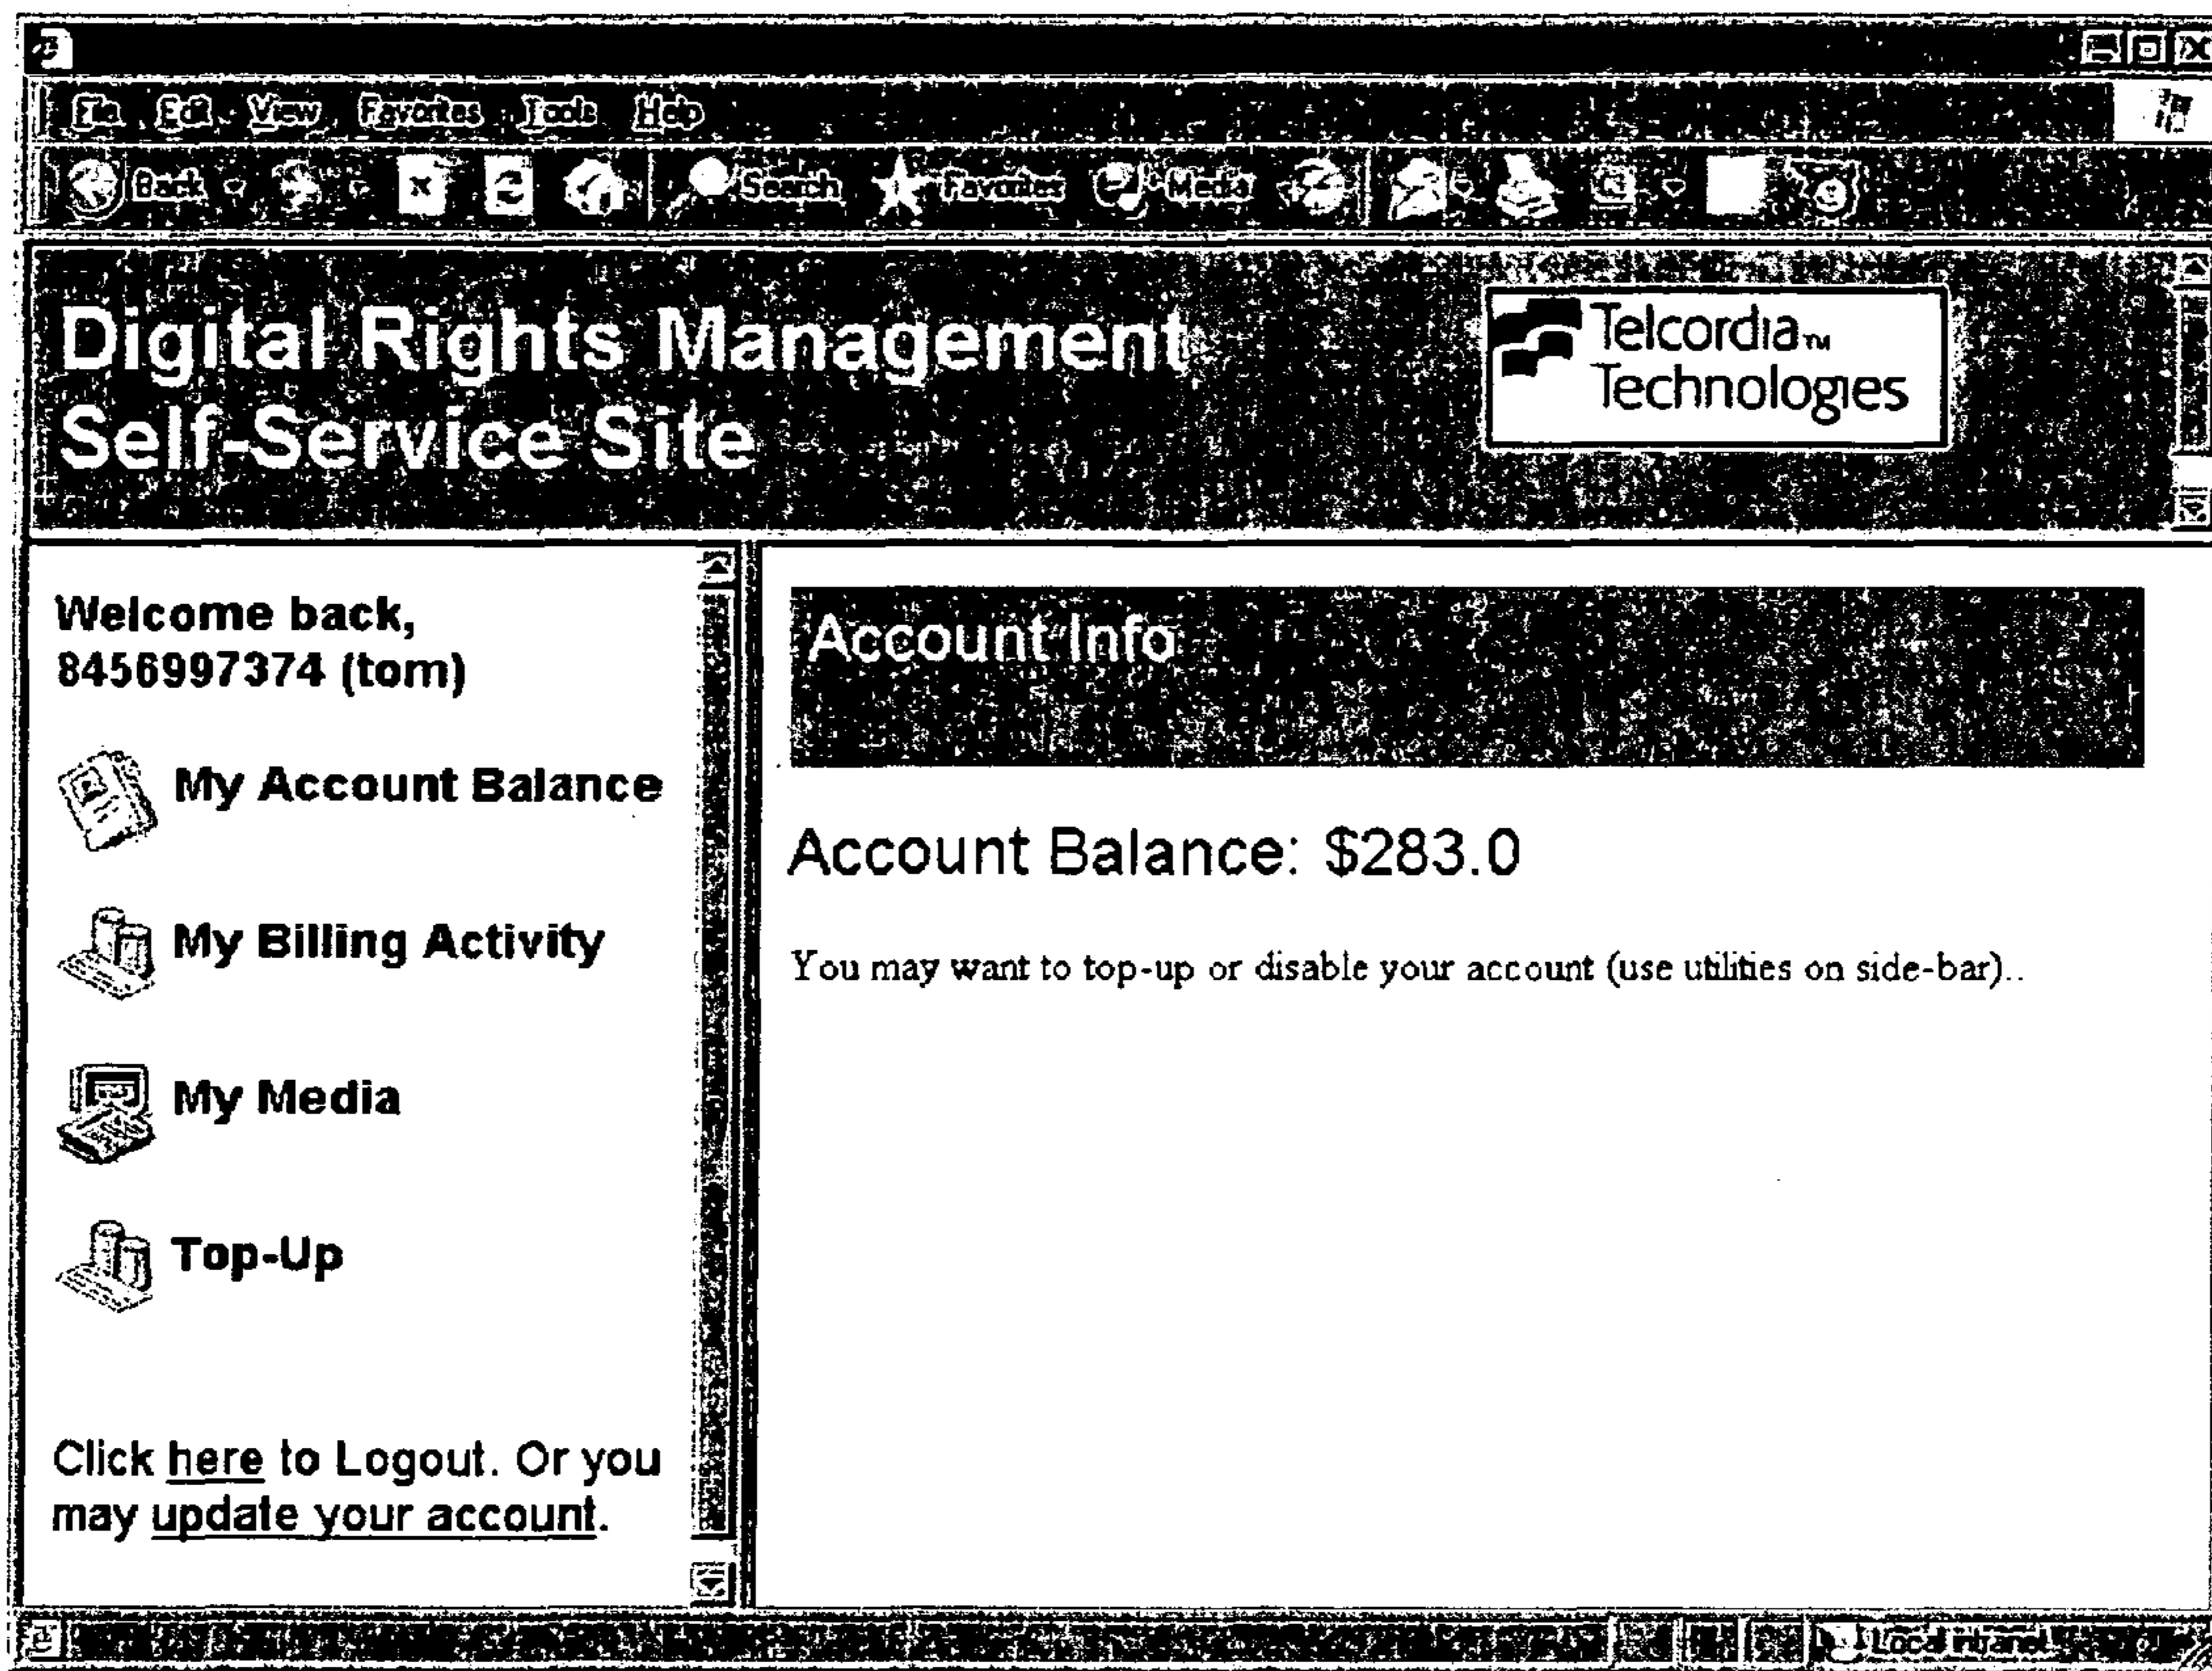 File Edit View Favorites Tools Help
Back Search Favorites Media
Digital Rights Management
Self-Service Site
Telcordia™
Technologies
Welcome back,
8456997374 (tom)
My Account Balance
My Billing Activity
My Media
Top-Up
Click here to Logout. Or you
may update your account.
Account Info
Account Balance: $283.0
You may want to top-up or disable your account (use utilities on side-bar)..
Local intranet